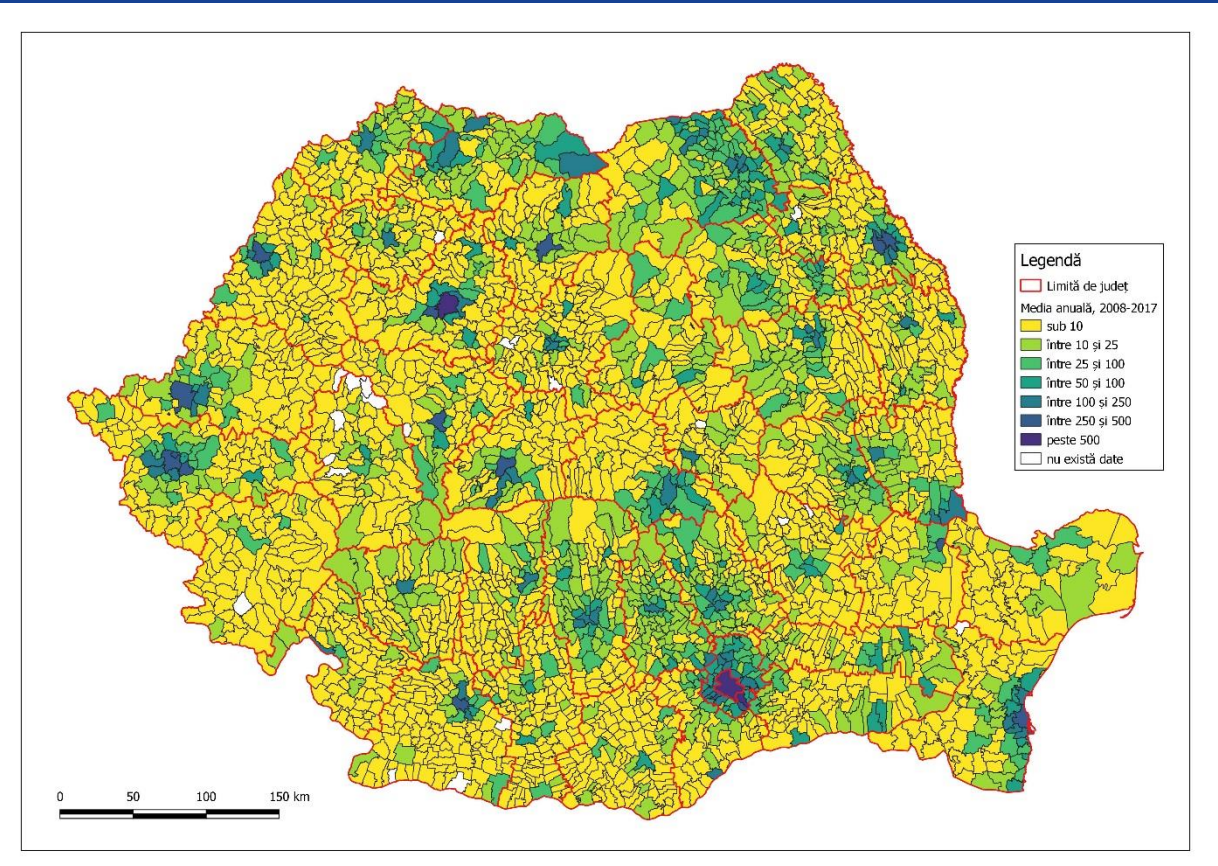 Legendă
Limită de județ
Media anuală, 2008-2017
sub 10
între 10 și 25
între 25 și 100
între 50 și 100
între 100 și 250
între 250 și 500
peste 500
nu există date
0 50 100 150 km